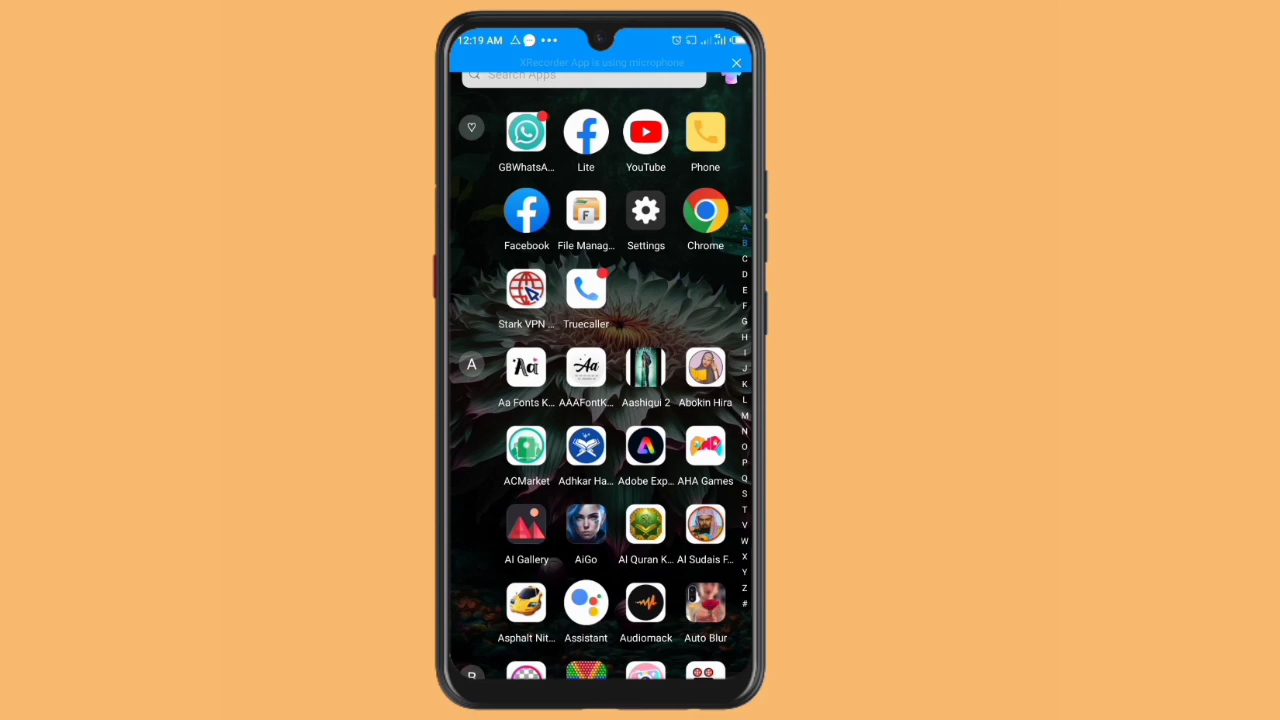 12:19 AM
XRecorder App is using microphone
Search Apps
GBWhatsA... Lite YouTube Phone
Facebook File Manag... Settings Chrome
Stark VPN ... Truecaller
A
Aa Fonts K... AAAFontK... Aashiqui 2 Abokin Hira
ACMarket Adhkar Ha... Adobe Exp... AHA Games
AI Gallery AiGo Al Quran K... Al Sudais F...
Asphalt Nit... Assistant Audiomack Auto Blur
B
A
B
C
D
E
F
G
H
I
J
K
L
M
N
O
P
Q
S
T
V
W
X
Y
Z
#